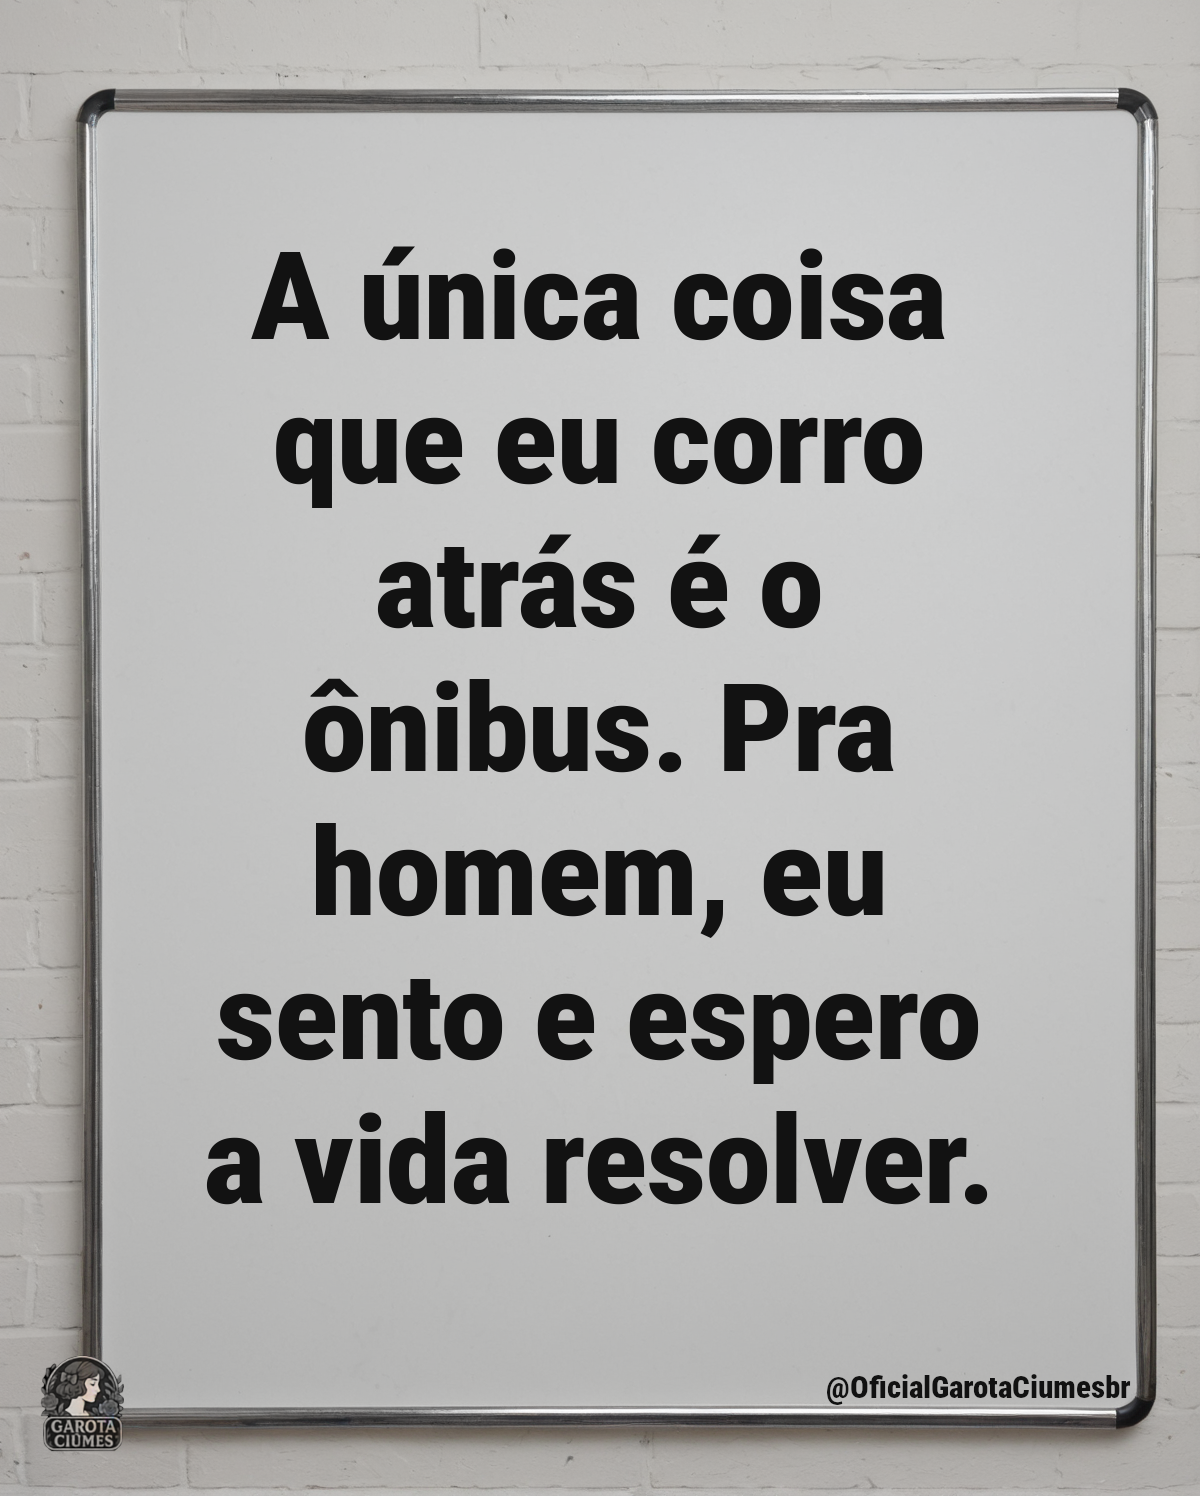 A única coisa
que eu corro
atrás é o
ônibus. Pra
homem, eu
sento e espero
a vida resolver.
@OficialGarotaCiumesbr
GAROTA
CIÚMES